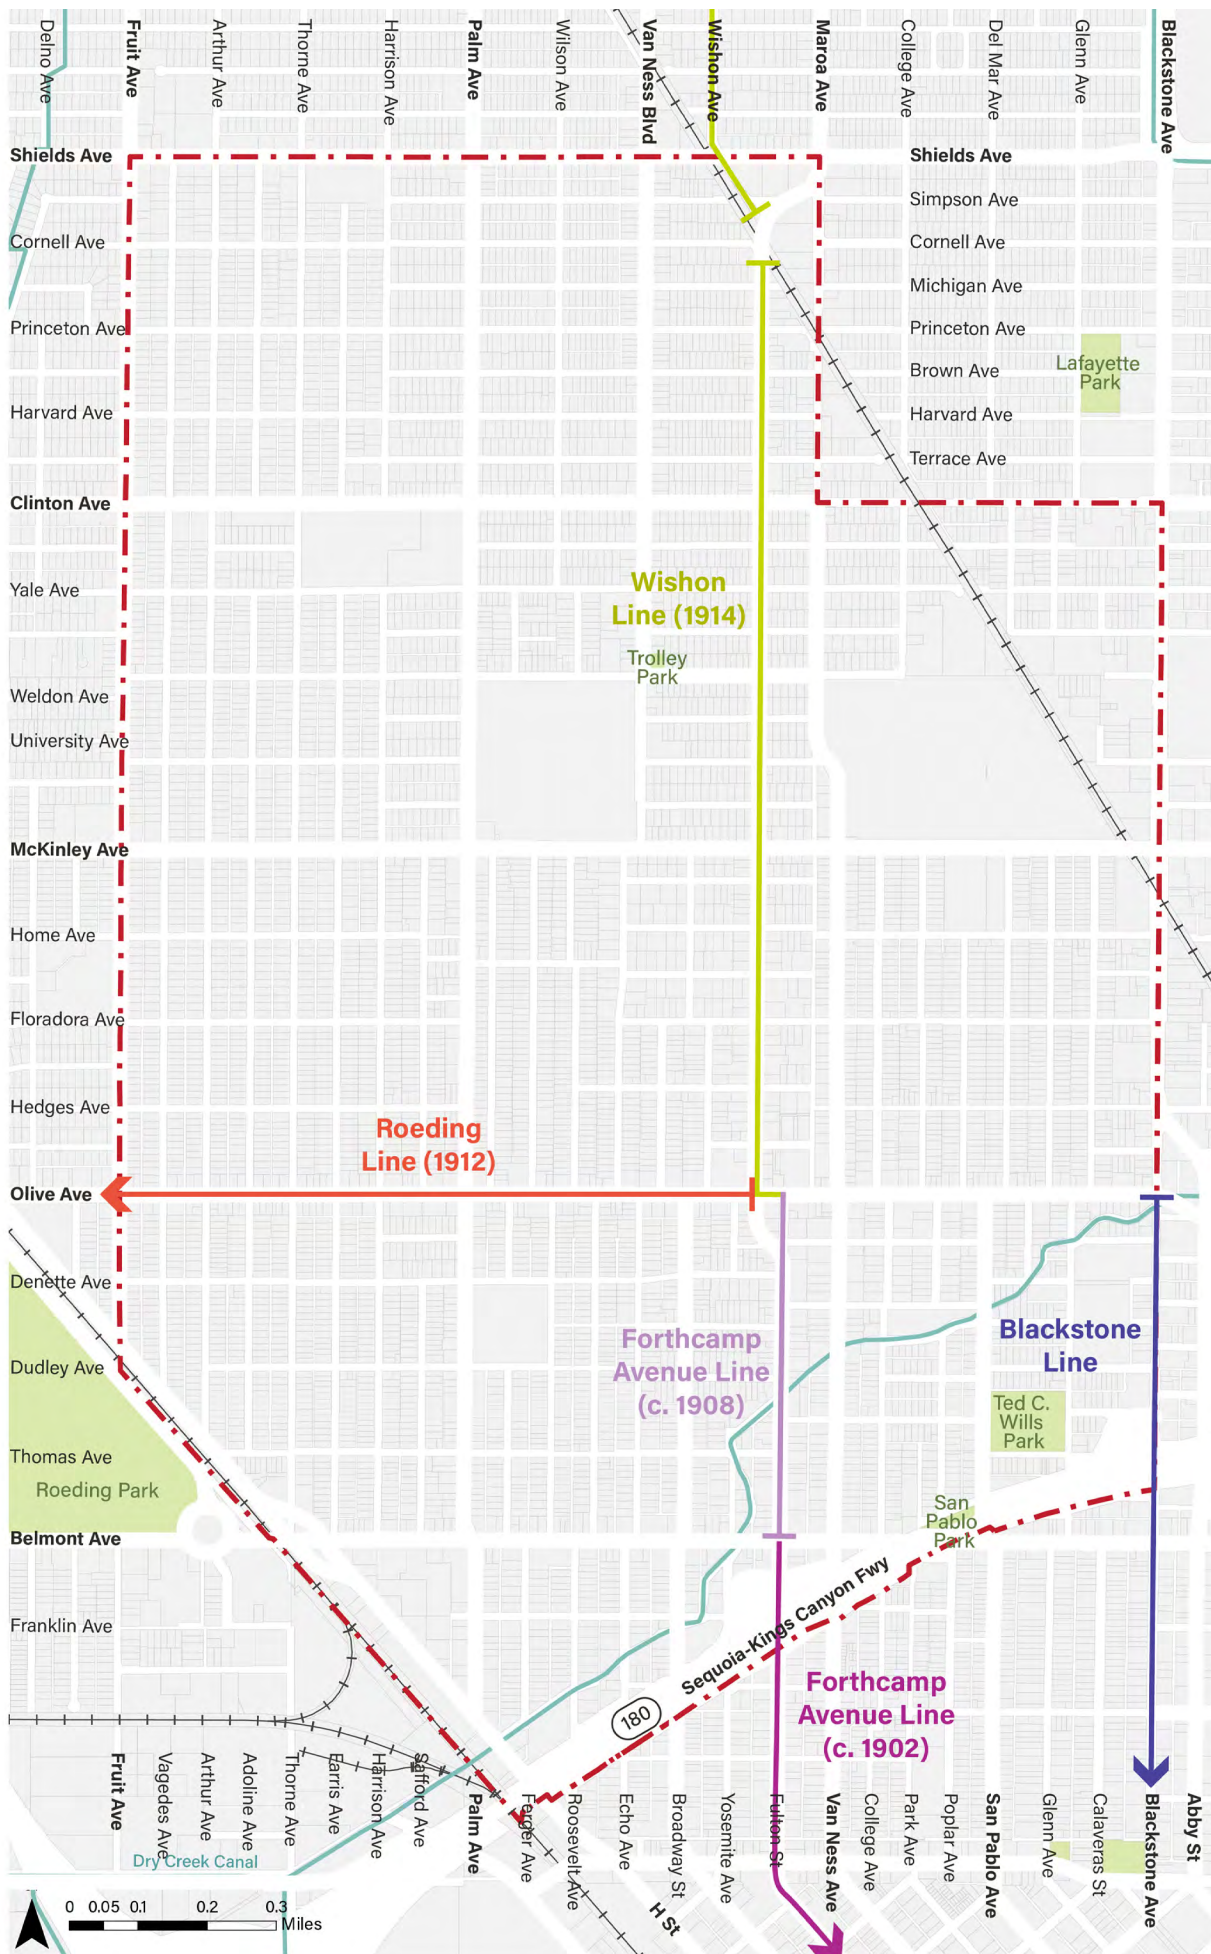 Delno Ave
Fruit Ave
Arthur Ave
Thorne Ave
Harrison Ave
Palm Ave
Wilson Ave
Van Ness Blvd
Wishon Ave
Maroa Ave
College Ave
Del Mar Ave
Glenn Ave
Blackstone Ave
Shields Ave
Shields Ave
Simpson Ave
Cornell Ave
Cornell Ave
Michigan Ave
Princeton Ave
Princeton Ave
Lafayette
Park
Brown Ave
Harvard Ave
Harvard Ave
Terrace Ave
Clinton Ave
Wishon
Line (1914)
Yale Ave
Trolley
Park
Weldon Ave
University Ave
McKinley Ave
Home Ave
Floradora Ave
Hedges Ave
Roeding
Line (1912)
Olive Ave
Denette Ave
Forthcamp
Avenue Line
(c. 1908)
Blackstone
Line
Dudley Ave
Ted C.
Wills
Park
Thomas Ave
Roeding Park
San
Pablo
Park
Belmont Ave
Sequoia-Kings Canyon Fwy
Franklin Ave
180
Forthcamp
Avenue Line
(c. 1902)
Fruit Ave
Vagedes Ave
Arthur Ave
Adoline Ave
Thorne Ave
Farris Ave
Harrison Ave
Safford Ave
Palm Ave
Ferger Ave
Roosevelt Ave
Echo Ave
Broadway St
Yosemite Ave
Fulton St
Van Ness Ave
College Ave
Park Ave
Poplar Ave
San Pablo Ave
Glenn Ave
Calaveras St
Blackstone Ave
Abby St
Dry Creek Canal
H St
0 0.05 0.1 0.2 0.3
Miles